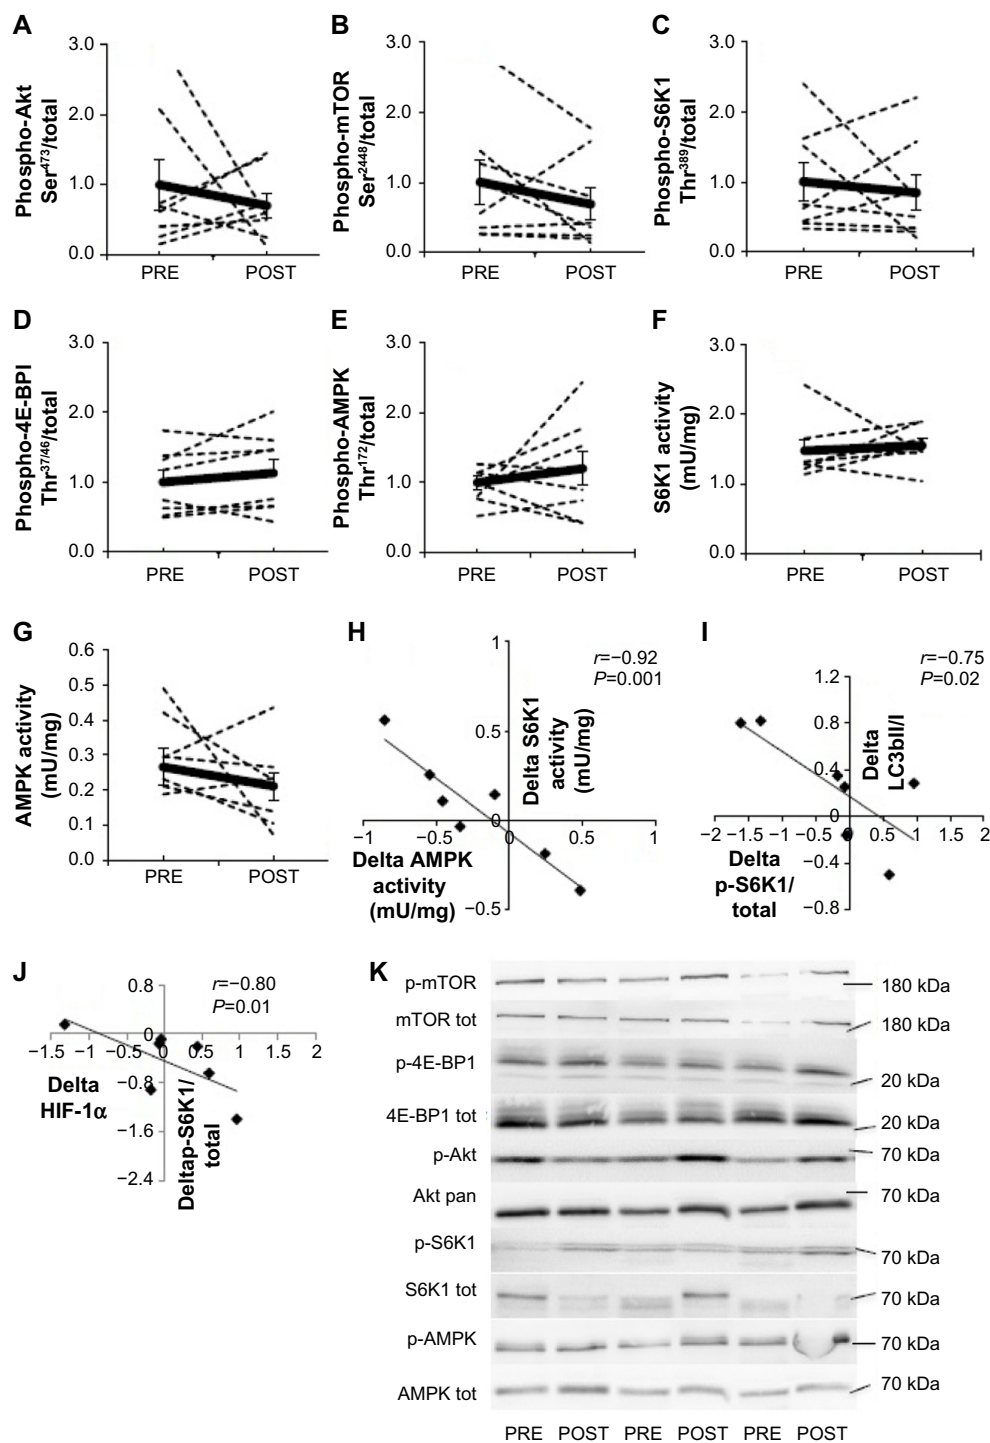 A
Phospho-Akt
Ser473/total
3.0
2.0
1.0
0.0
PRE
POST
B
Phospho-mTOR
Ser2448/total
3.0
2.0
1.0
0.0
PRE
POST
C
Phospho-S6K1
Thr389/total
3.0
2.0
1.0
0.0
PRE
POST
D
Phospho-4E-BPI
Thr37/46/total
3.0
2.0
1.0
0.0
PRE
POST
E
Phospho-AMPK
Thr172/total
3.0
2.0
1.0
0.0
PRE
POST
F
S6K1 activity
(mU/mg)
3.0
2.0
1.0
0.0
PRE
POST
G
AMPK activity
(mU/mg)
0.6
0.5
0.4
0.3
0.2
0.1
0.0
PRE
POST
H
r=−0.92
P=0.001
1
0.5
0
−0.5
Delta S6K1
activity
(mU/mg)
−1
−0.5
0
0.5
1
Delta AMPK
activity
(mU/mg)
I
r=−0.75
P=0.02
1.2
0.8
0.4
0
−0.4
−0.8
Delta
LC3bII/I
−2
−1.5
−1
−0.5
0
0.5
1
1.5
2
Delta
p-S6K1/
total
J
r=−0.80
P=0.01
0.8
0
−0.8
−1.6
−2.4
−1.5
−1
−0.5
0
0.5
1
1.5
2
Delta
HIF-1α
Deltap-S6K1/
total
K
p-mTOR
180 kDa
mTOR tot
180 kDa
p-4E-BP1
20 kDa
4E-BP1 tot
20 kDa
p-Akt
70 kDa
Akt pan
70 kDa
p-S6K1
70 kDa
S6K1 tot
70 kDa
p-AMPK
70 kDa
AMPK tot
70 kDa
PRE POST PRE POST PRE POST